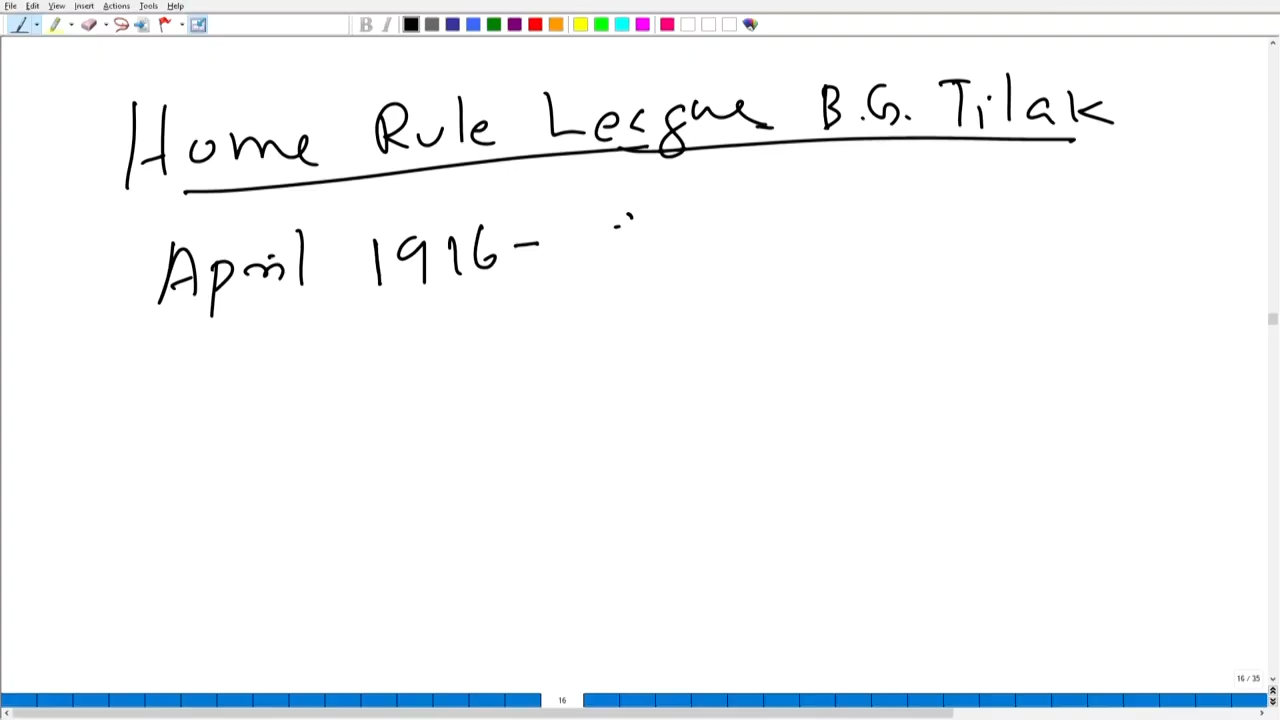 File Edit View Insert Actions Tools Help
B I
Home Rule League B.G. Tilak
April 1916-
16
16 / 35